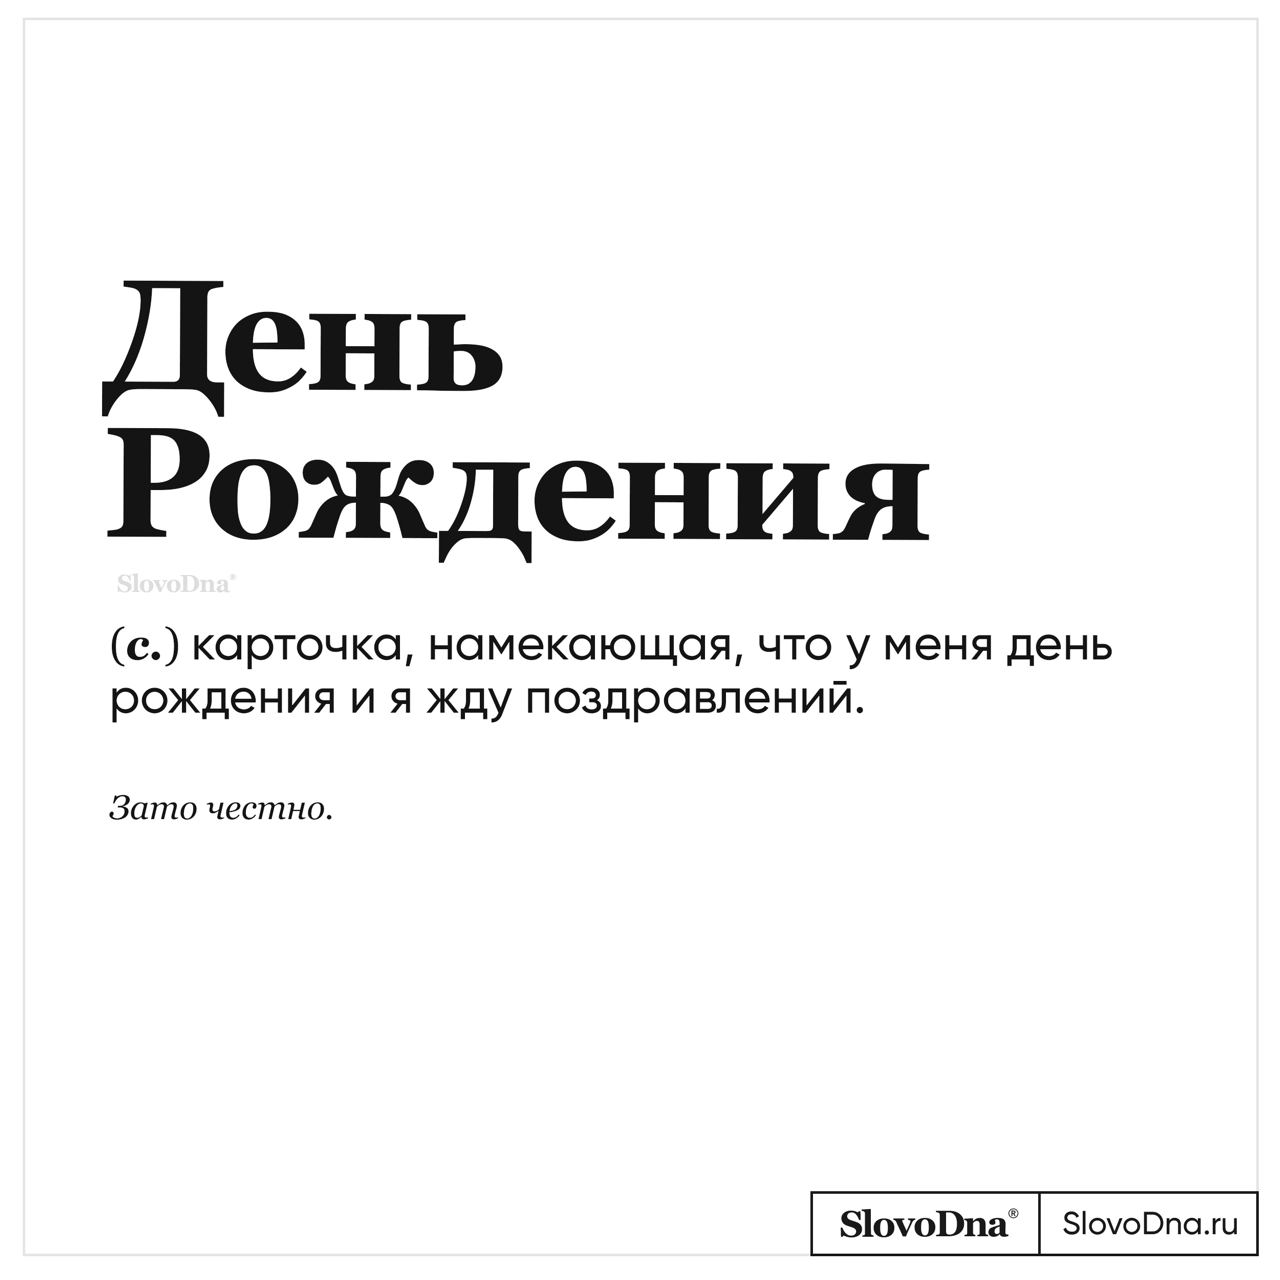 День
Рождения
SlovoDna®
(с.) карточка, намекающая, что у меня день
рождения и я жду поздравлений.
Зато честно.
SlovoDna® SlovoDna.ru